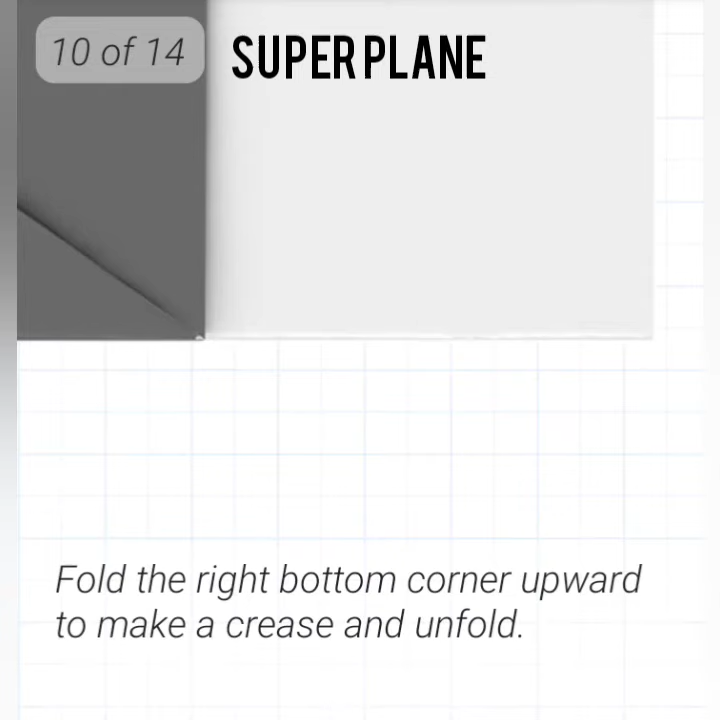 10 of 14
SUPER PLANE
Fold the right bottom corner upward
to make a crease and unfold.